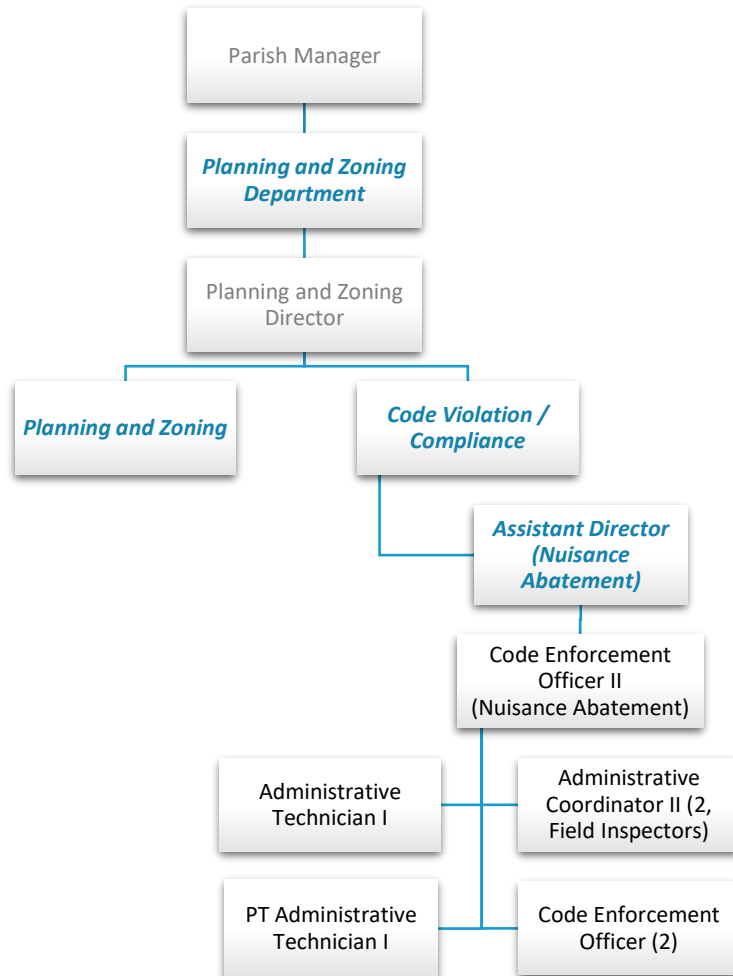 Parish Manager
Planning and Zoning
Department
Planning and Zoning
Director
Planning and Zoning
Code Violation /
Compliance
Assistant Director
(Nuisance
Abatement)
Code Enforcement
Officer II
(Nuisance Abatement)
Administrative
Technician I
Administrative
Coordinator II (2,
Field Inspectors)
PT Administrative
Technician I
Code Enforcement
Officer (2)